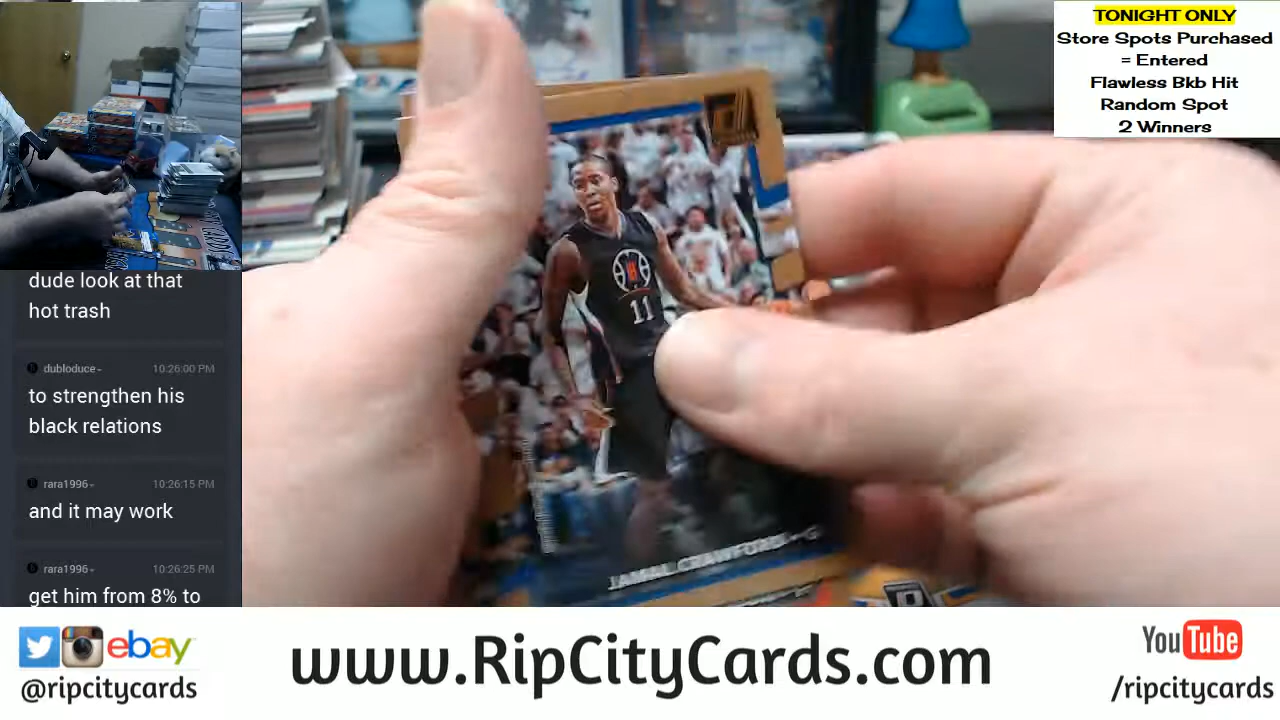 TONIGHT ONLY
Store Spots Purchased
= Entered
Flawless Bkb Hit
Random Spot
2 Winners
dude look at that
hot trash
dubloduce
10:26:00 PM
to strengthen his
black relations
rara1996
10:26:15 PM
and it may work
rara1996
10:26:25 PM
get him from 8% to
11
JAMAL CRAWFORD - G
ebay
@ripcitycards
www.RipCityCards.com
YouTube
/ripcitycards